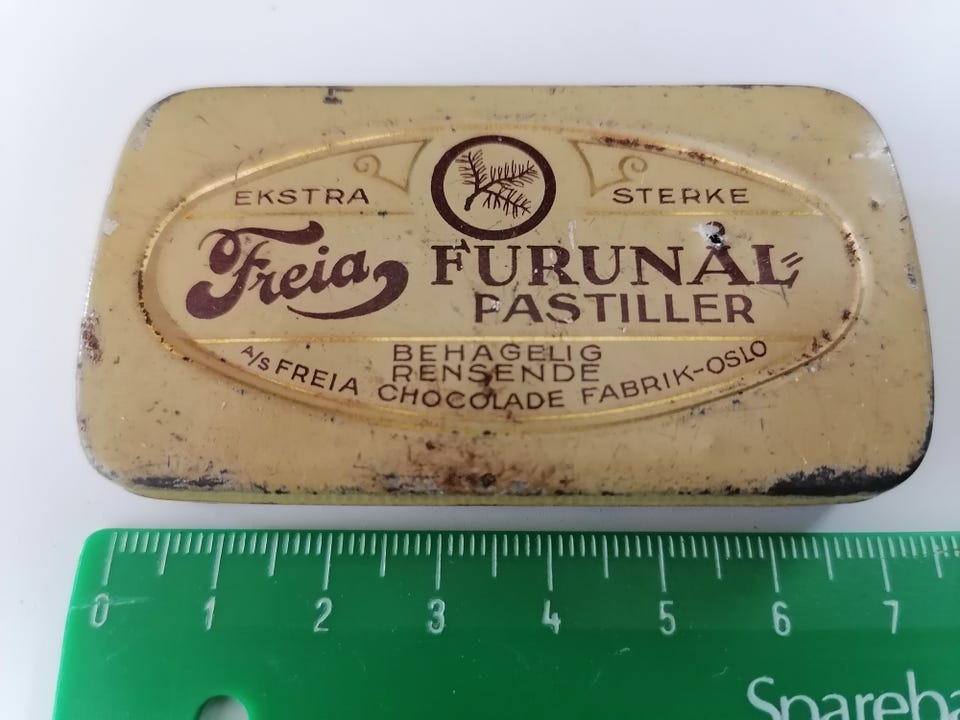 EKSTRA STERKE
Freia FURUNÅL=
PASTILLER
BEHAGELIG
RENSENDE
A/S FREIA CHOCOLADE FABRIK-OSLO
0 1 2 3 4 5 6 7
Spareba